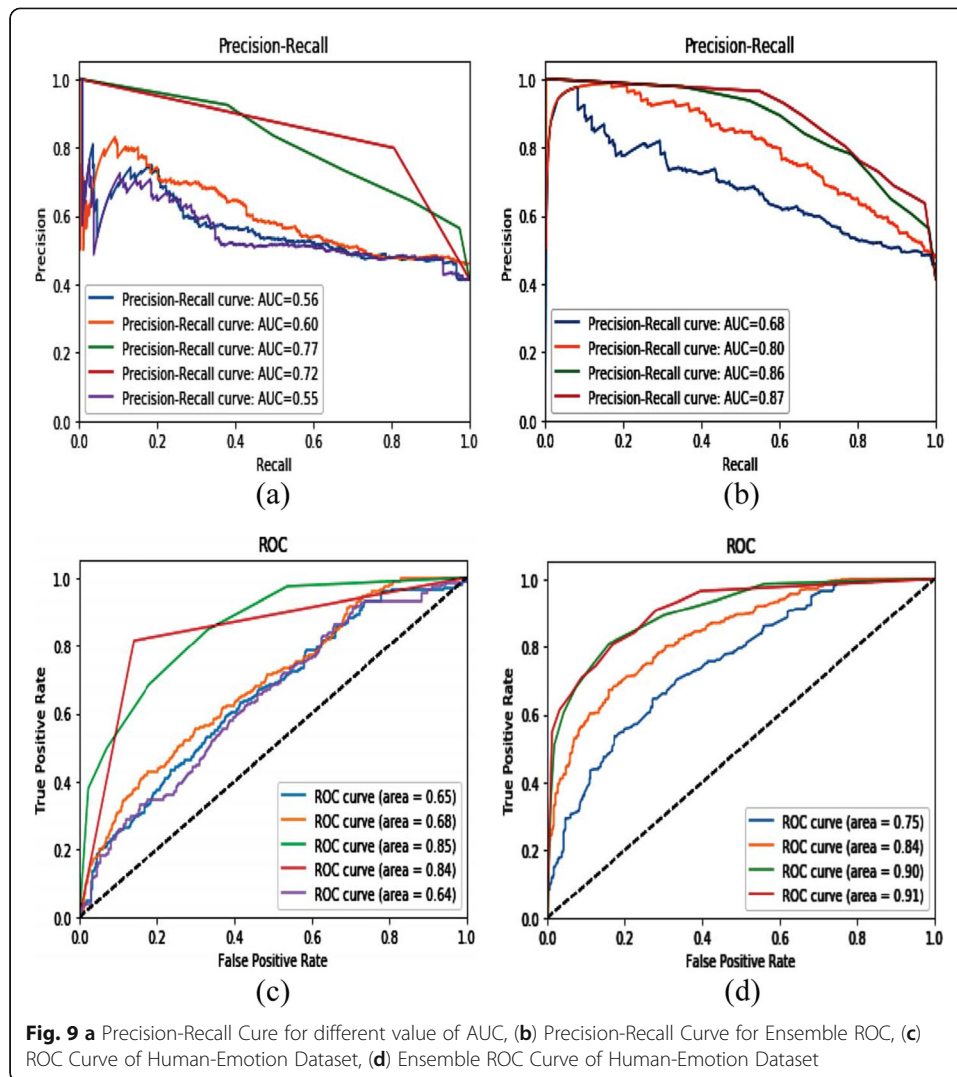 Precision-Recall
Precision
1.0
0.8
0.6
0.4
0.2
0.0
Precision-Recall curve: AUC=0.56
Precision-Recall curve: AUC=0.60
Precision-Recall curve: AUC=0.77
Precision-Recall curve: AUC=0.72
Precision-Recall curve: AUC=0.55
0.0 0.2 0.4 0.6 0.8 1.0
Recall
(a)
Precision-Recall
Precision
1.0
0.8
0.6
0.4
0.2
0.0
Precision-Recall curve: AUC=0.68
Precision-Recall curve: AUC=0.80
Precision-Recall curve: AUC=0.86
Precision-Recall curve: AUC=0.87
0.0 0.2 0.4 0.6 0.8 1.0
Recall
(b)
ROC
True Positive Rate
1.0
0.8
0.6
0.4
0.2
0.0
ROC curve (area = 0.65)
ROC curve (area = 0.68)
ROC curve (area = 0.85)
ROC curve (area = 0.84)
ROC curve (area = 0.64)
0.0 0.2 0.4 0.6 0.8 1.0
False Positive Rate
(c)
ROC
True Positive Rate
1.0
0.8
0.6
0.4
0.2
0.0
ROC curve (area = 0.75)
ROC curve (area = 0.84)
ROC curve (area = 0.90)
ROC curve (area = 0.91)
0.0 0.2 0.4 0.6 0.8 1.0
False Positive Rate
(d)
Fig. 9 a Precision-Recall Cure for different value of AUC, (b) Precision-Recall Curve for Ensemble ROC, (c)
ROC Curve of Human-Emotion Dataset, (d) Ensemble ROC Curve of Human-Emotion Dataset